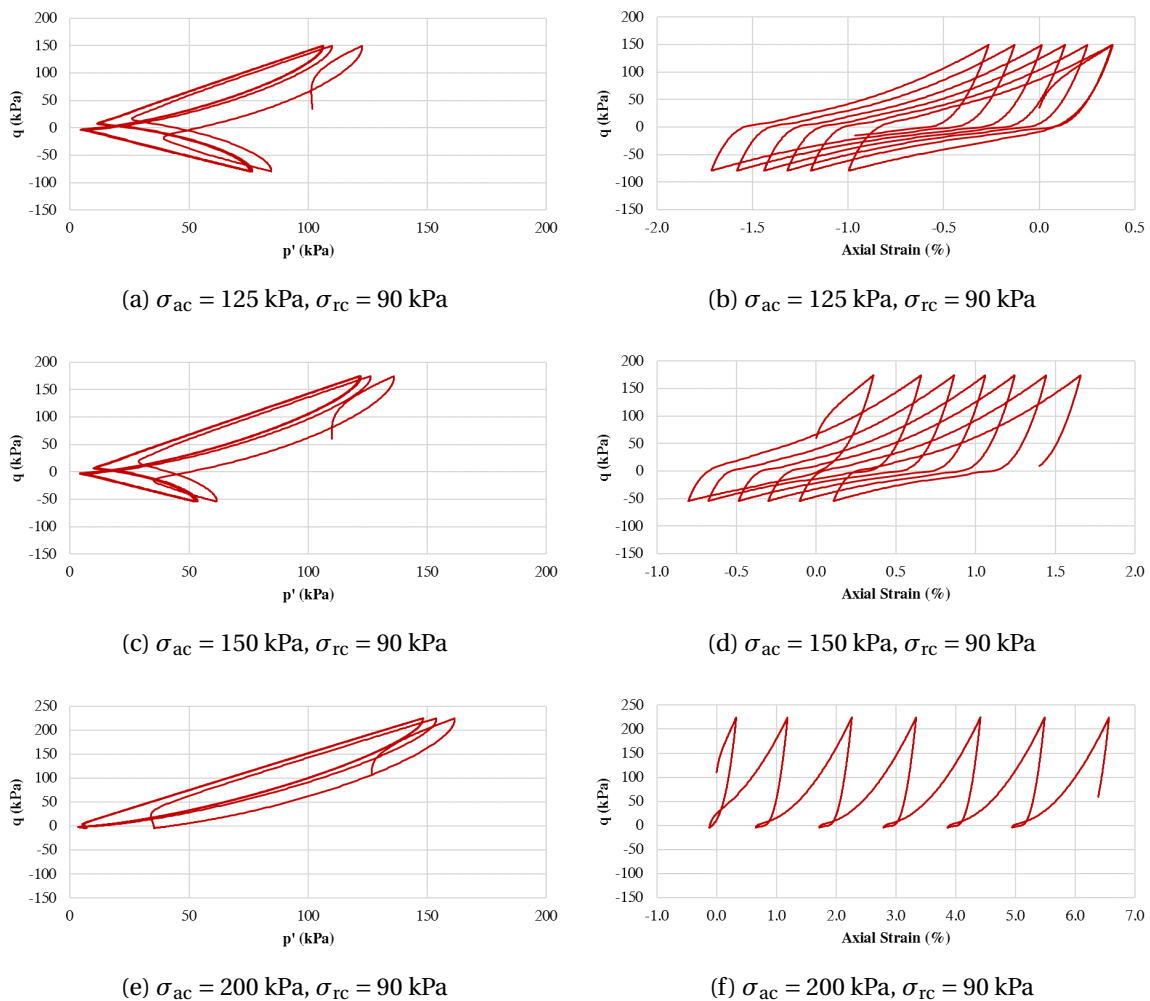 200
150
100
50
0
-50
-100
-150
q (kPa)
0 50 100 150 200
p' (kPa)
(a) σac = 125 kPa, σrc = 90 kPa
200
150
100
50
0
-50
-100
-150
q (kPa)
-2.0 -1.5 -1.0 -0.5 0.0 0.5
Axial Strain (%)
(b) σac = 125 kPa, σrc = 90 kPa
200
150
100
50
0
-50
-100
-150
q (kPa)
0 50 100 150 200
p' (kPa)
(c) σac = 150 kPa, σrc = 90 kPa
200
150
100
50
0
-50
-100
-150
q (kPa)
-1.0 -0.5 0.0 0.5 1.0 1.5 2.0
Axial Strain (%)
(d) σac = 150 kPa, σrc = 90 kPa
250
200
150
100
50
0
-50
-100
-150
q (kPa)
0 50 100 150 200
p' (kPa)
(e) σac = 200 kPa, σrc = 90 kPa
250
200
150
100
50
0
-50
-100
-150
q (kPa)
-1.0 0.0 1.0 2.0 3.0 4.0 5.0 6.0 7.0
Axial Strain (%)
(f) σac = 200 kPa, σrc = 90 kPa